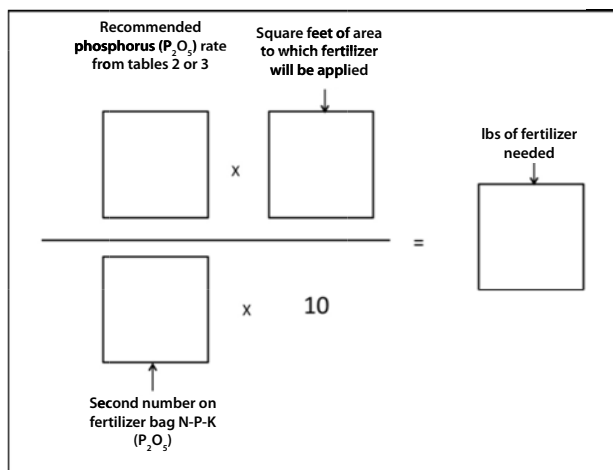 Recommended
phosphorus (P₂O₅) rate
from tables 2 or 3
Square feet of area
to which fertilizer
will be applied
x
lbs of fertilizer
needed
=
x 10
Second number on
fertilizer bag N-P-K
(P₂O₅)